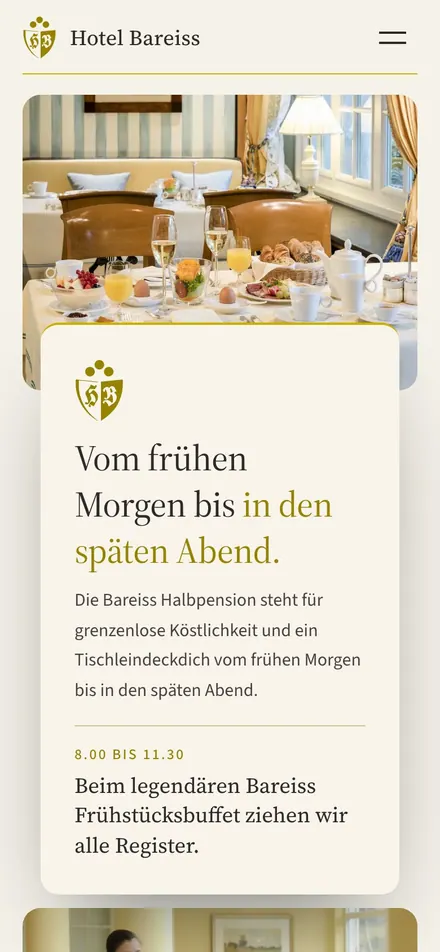 HB Hotel Bareiss
HB
Vom frühen
Morgen bis in den
späten Abend.
Die Bareiss Halbpension steht für
grenzenlose Köstlichkeit und ein
Tischleindeckdich vom frühen Morgen
bis in den späten Abend.
8.00 BIS 11.30
Beim legendären Bareiss
Frühstücksbuffet ziehen wir
alle Register.